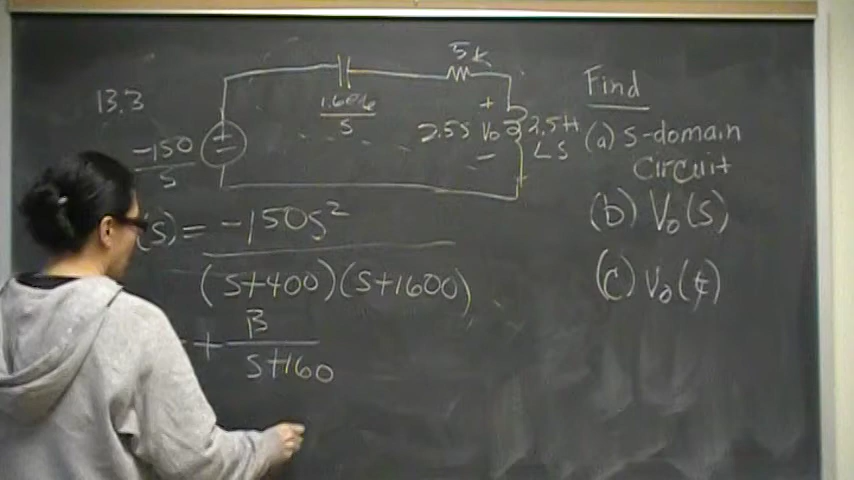 13.3
5k
1.6e6
s
-150
s
+
-
+
2.5s Vo 2.5H
-
LS
Find
(a) s-domain
circuit
(b) Vo(s)
(c) Vo(t)
(s) = -150s²
(s+400)(s+1600)
+ B
s+160